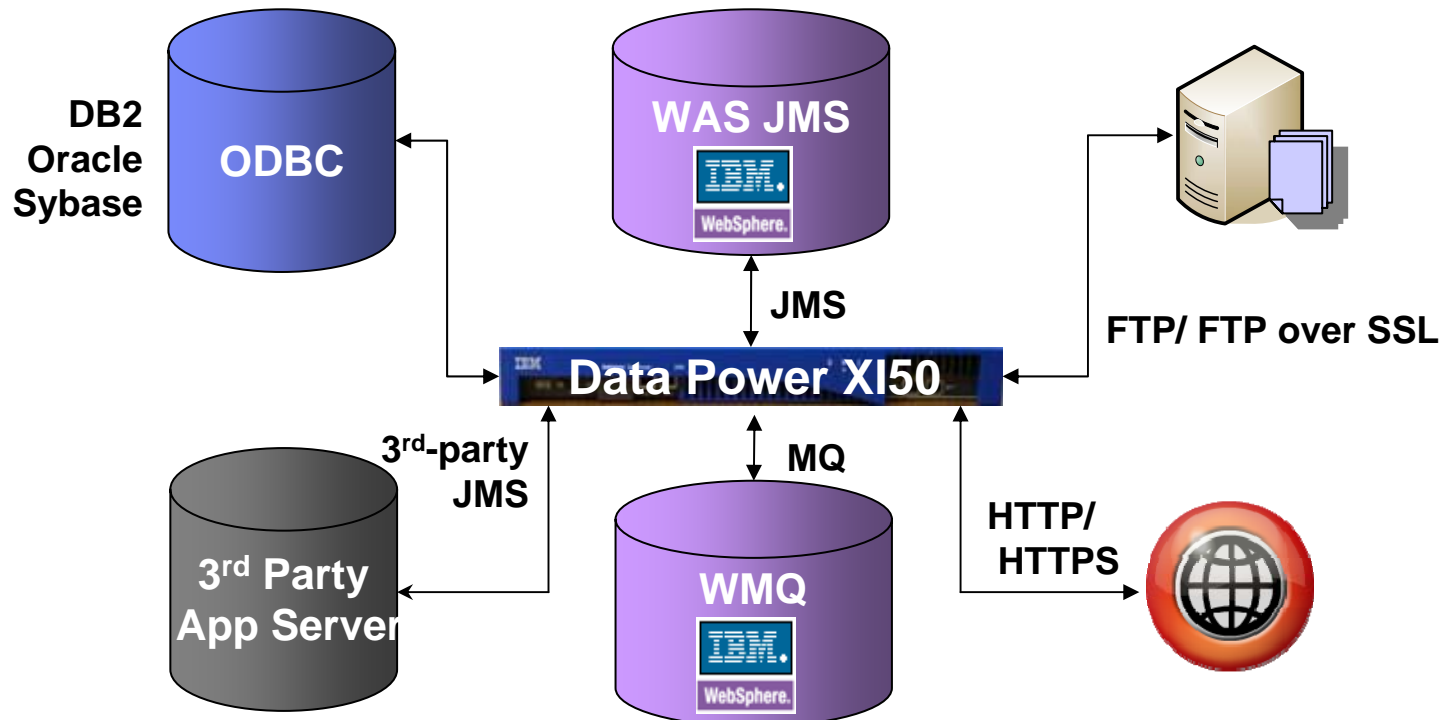 DB2
Oracle
Sybase
ODBC
WAS JMS
IBM.
WebSphere.
JMS
FTP/ FTP over SSL
IBM
Data Power XI50
3rd-party
JMS
MQ
HTTP/
HTTPS
3rd Party
App Server
WMQ
IBM.
WebSphere.